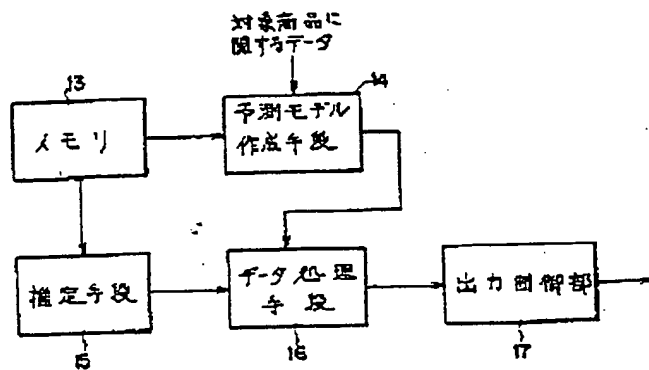 対象商品に
関するデータ
13
14
メモリ
予測モデル
作成手段
推定手段
データ処理
手段
出力制御部
15
16
17